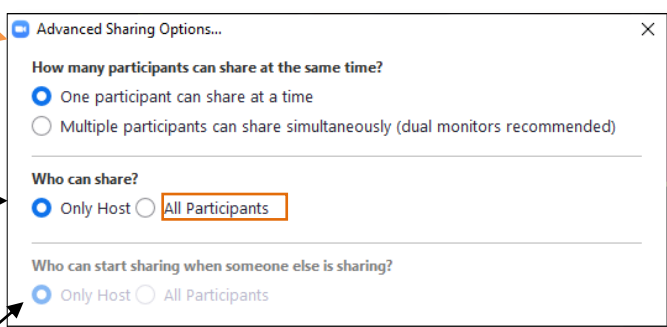 Advanced Sharing Options...
How many participants can share at the same time?
One participant can share at a time
Multiple participants can share simultaneously (dual monitors recommended)
Who can share?
Only Host All Participants
Who can start sharing when someone else is sharing?
Only Host All Participants